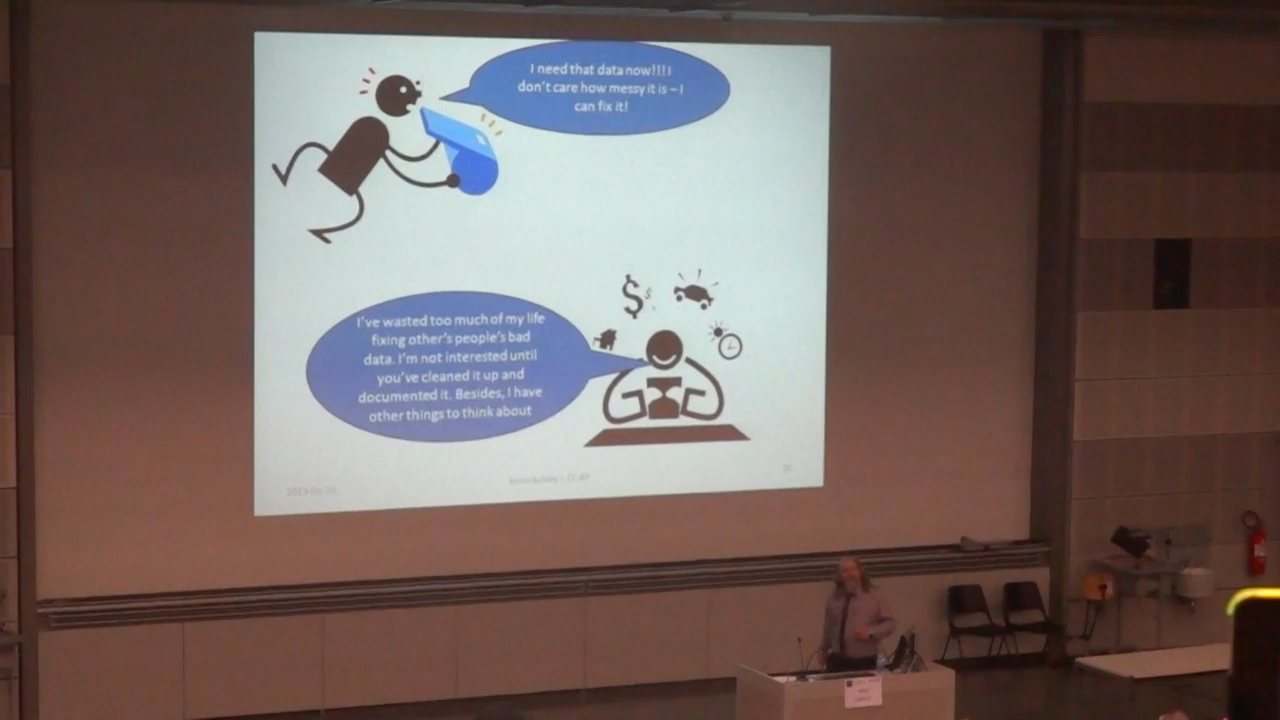 I need that data now!!! I
don't care how messy it is – I
can fix it!
I've wasted too much of my life
fixing other's people's bad
data. I'm not interested until
you've cleaned it up and
documented it. Besides, I have
other things to think about